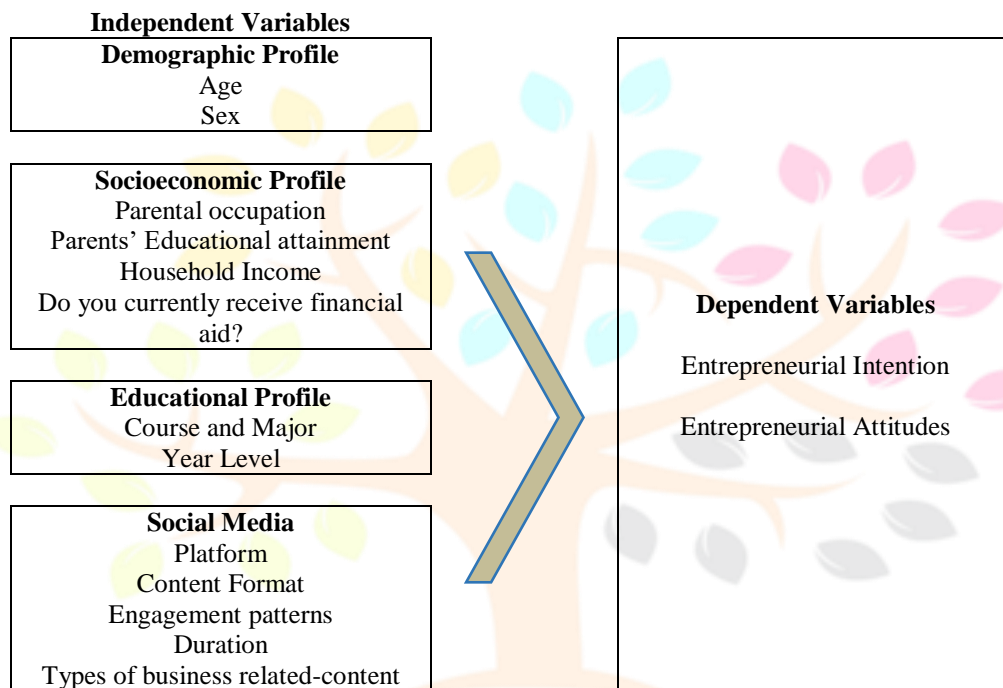 Independent Variables
Demographic Profile
Age
Sex
Socioeconomic Profile
Parental occupation
Parents’ Educational attainment
Household Income
Do you currently receive financial
aid?
Educational Profile
Course and Major
Year Level
Social Media
Platform
Content Format
Engagement patterns
Duration
Types of business related-content
Dependent Variables
Entrepreneurial Intention
Entrepreneurial Attitudes